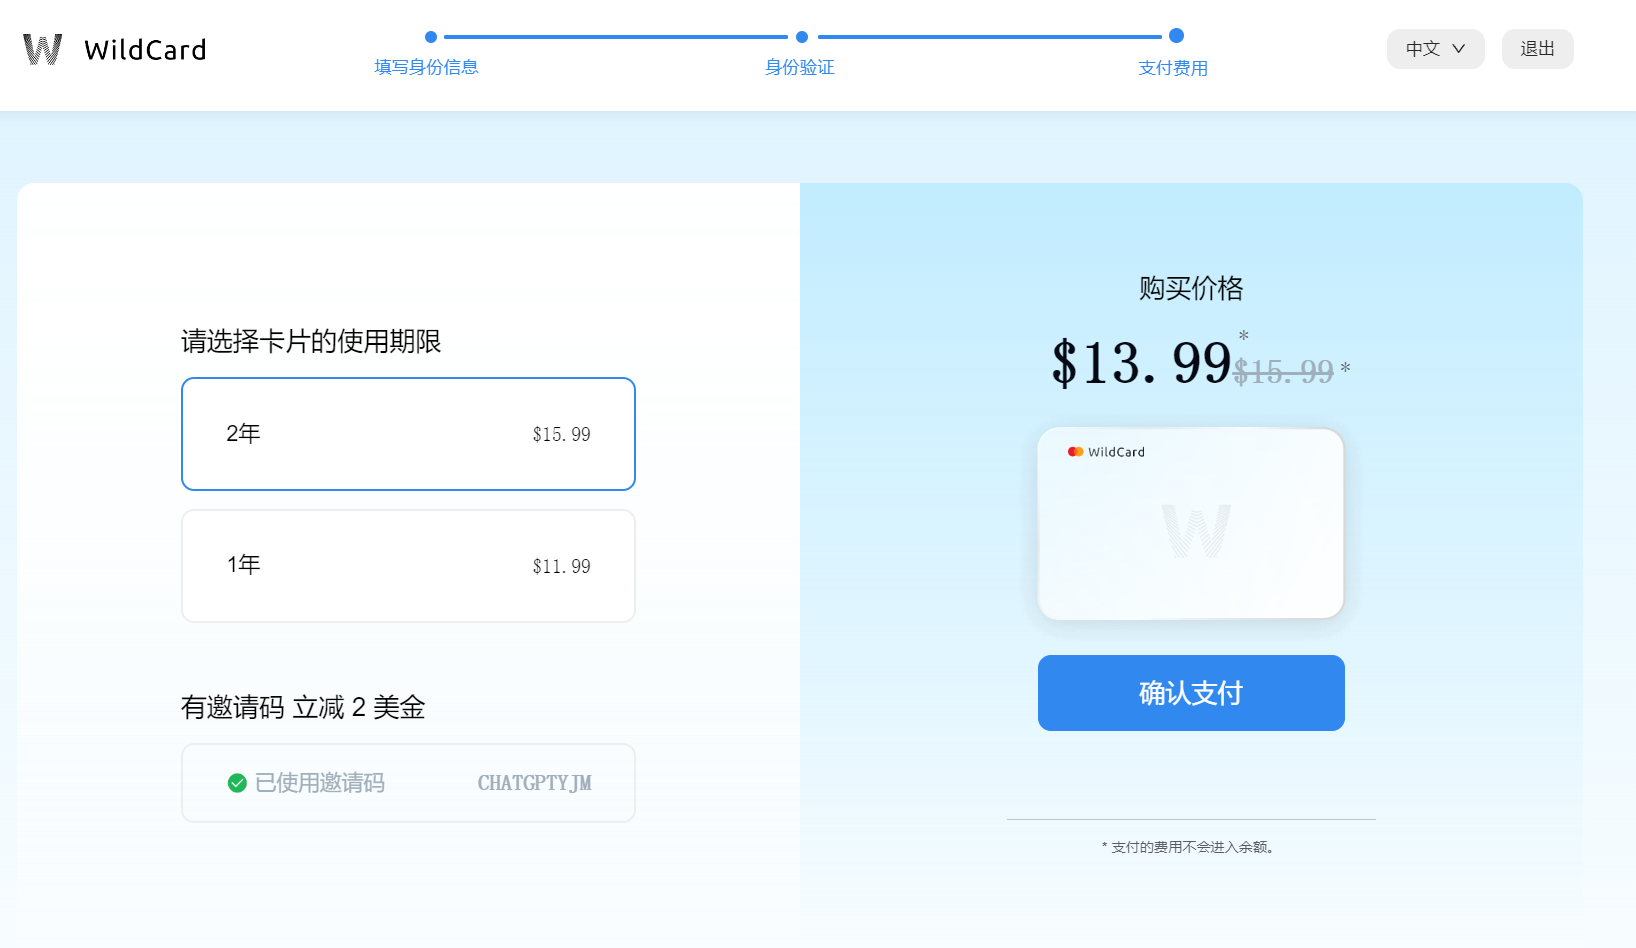 WildCard
填写身份信息
身份验证
支付费用
中文
退出
请选择卡片的使用期限
2年
$15.99
1年
$11.99
有邀请码 立减 2 美金
已使用邀请码
CHATGPTYJM
购买价格
$13.99*
$15.99 *
WildCard
确认支付
* 支付的费用不会进入余额。